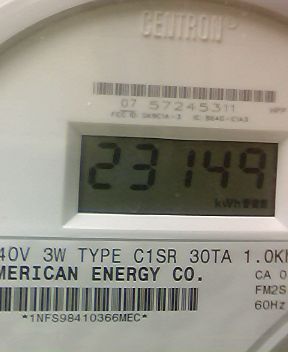 CENTRON
07 57245311
23149
kWh
40V 3W TYPE C1SR 30TA 1.0K
MERICAN ENERGY CO.
CA 0
FM2S
60Hz
*1NFS98410366MEC*